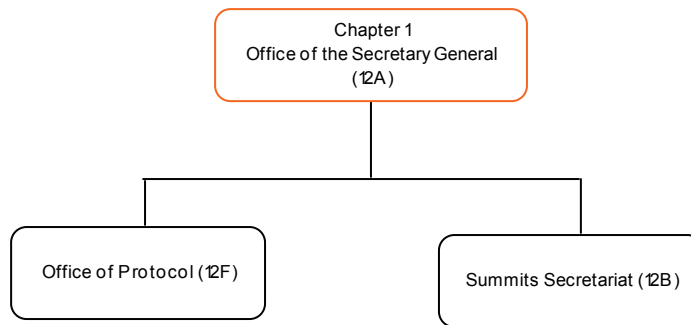 Chapter 1
Office of the Secretary General
(12A)
Office of Protocol (12F)
Summits Secretariat (12B)